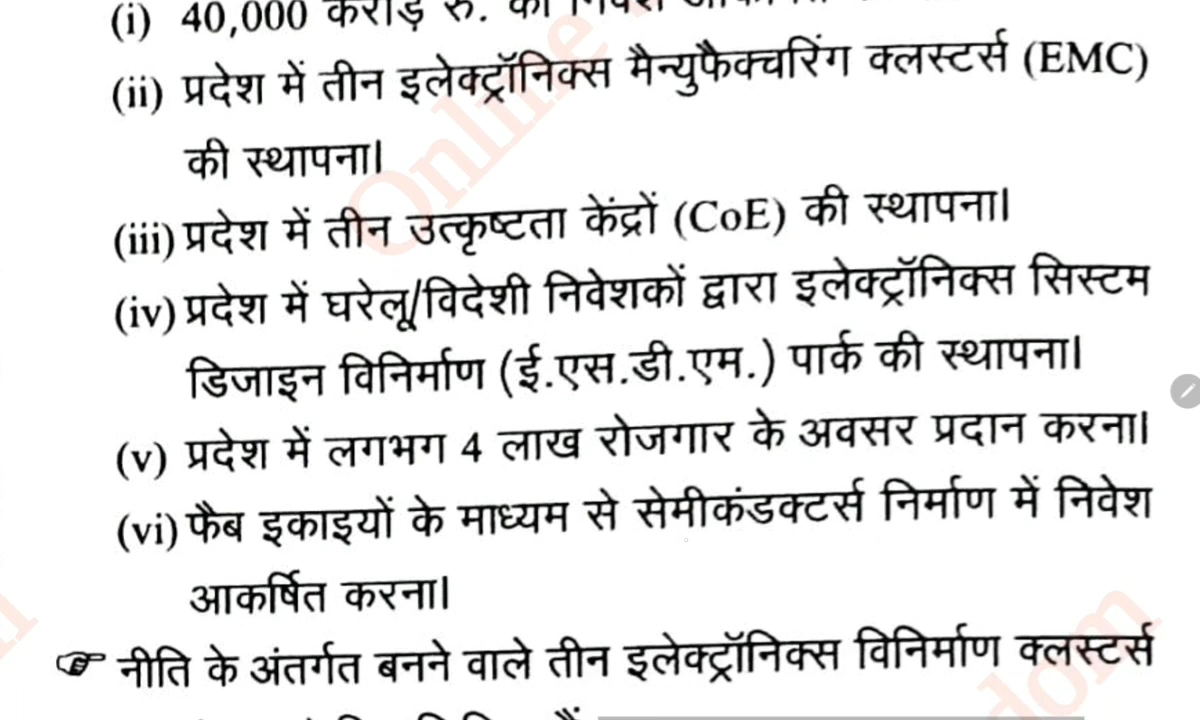 (i) 40,000 करोड़ रु. का
(ii) प्रदेश में तीन इलेक्ट्रॉनिक्स मैन्युफैक्चरिंग क्लस्टर्स (EMC)
की स्थापना।
(iii) प्रदेश में तीन उत्कृष्टता केंद्रों (CoE) की स्थापना।
(iv) प्रदेश में घरेलू/विदेशी निवेशकों द्वारा इलेक्ट्रॉनिक्स सिस्टम
डिजाइन विनिर्माण (ई.एस.डी.एम.) पार्क की स्थापना।
(v) प्रदेश में लगभग 4 लाख रोजगार के अवसर प्रदान करना।
(vi) फैब इकाइयों के माध्यम से सेमीकंडक्टर्स निर्माण में निवेश
आकर्षित करना।
☞ नीति के अंतर्गत बनने वाले तीन इलेक्ट्रॉनिक्स विनिर्माण क्लस्टर्स
Online
dom